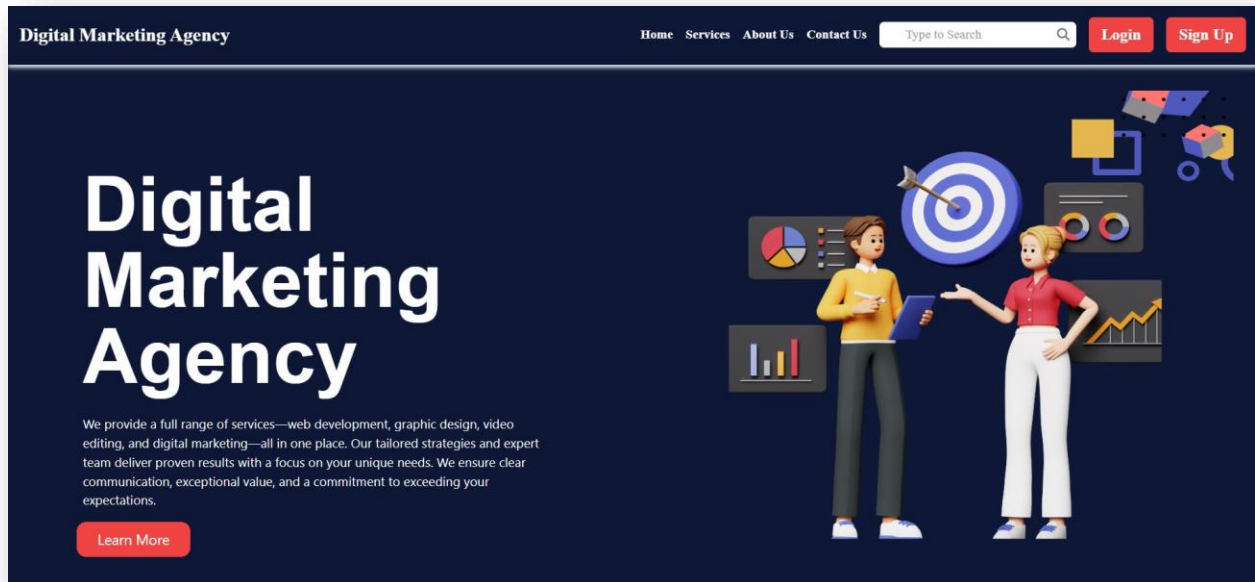 Digital Marketing Agency
Home Services About Us Contact Us Type to Search Login Sign Up
Digital
Marketing
Agency
We provide a full range of services—web development, graphic design, video
editing, and digital marketing—all in one place. Our tailored strategies and expert
team deliver proven results with a focus on your unique needs. We ensure clear
communication, exceptional value, and a commitment to exceeding your
expectations.
Learn More